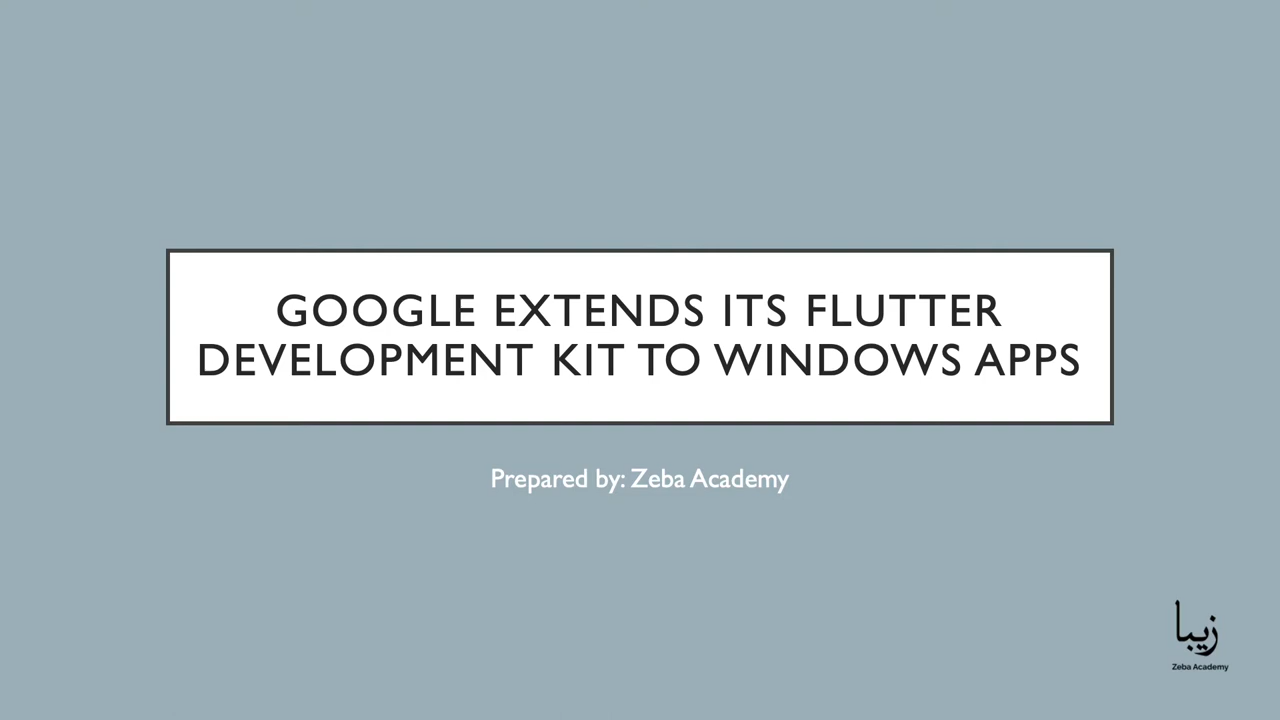 GOOGLE EXTENDS ITS FLUTTER
DEVELOPMENT KIT TO WINDOWS APPS
Prepared by: Zeba Academy
زیبا
Zeba Academy